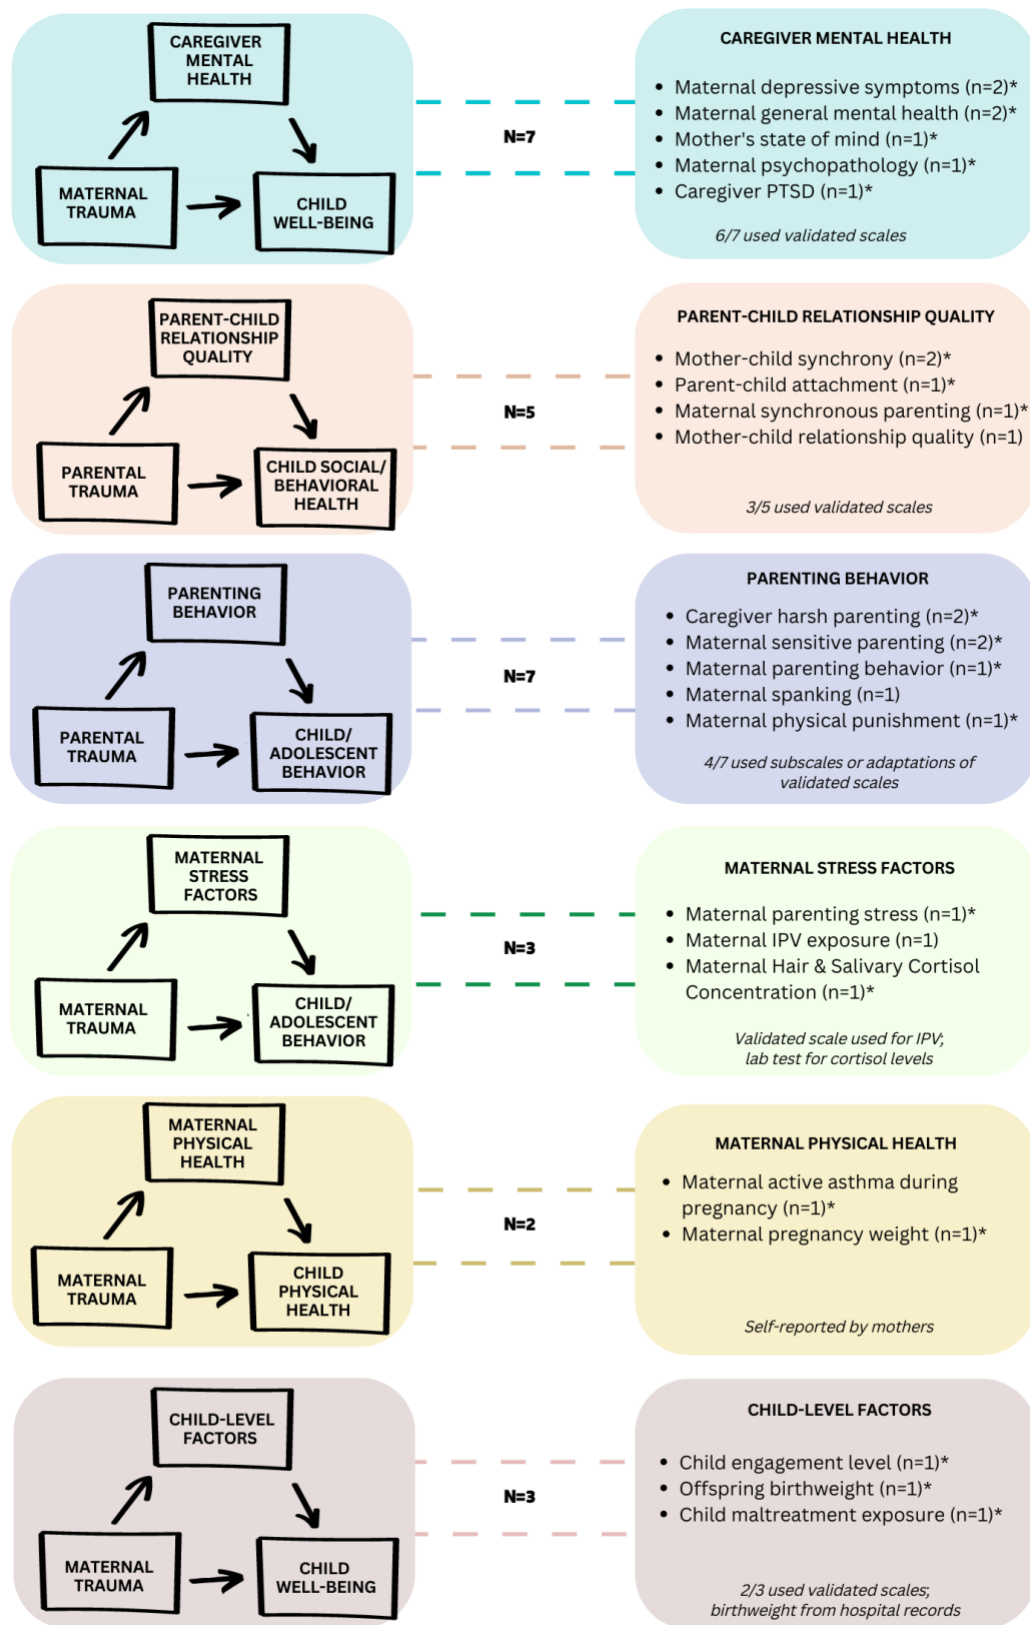 CAREGIVER
MENTAL
HEALTH
MATERNAL
TRAUMA
CHILD
WELL-BEING
N=7
CAREGIVER MENTAL HEALTH
• Maternal depressive symptoms (n=2)*
• Maternal general mental health (n=2)*
• Mother's state of mind (n=1)*
• Maternal psychopathology (n=1)*
• Caregiver PTSD (n=1)*
6/7 used validated scales
PARENT-CHILD
RELATIONSHIP
QUALITY
PARENTAL
TRAUMA
CHILD SOCIAL/
BEHAVIORAL
HEALTH
N=5
PARENT-CHILD RELATIONSHIP QUALITY
• Mother-child synchrony (n=2)*
• Parent-child attachment (n=1)*
• Maternal synchronous parenting (n=1)*
• Mother-child relationship quality (n=1)
3/5 used validated scales
PARENTING
BEHAVIOR
PARENTAL
TRAUMA
CHILD/
ADOLESCENT
BEHAVIOR
N=7
PARENTING BEHAVIOR
• Caregiver harsh parenting (n=2)*
• Maternal sensitive parenting (n=2)*
• Maternal parenting behavior (n=1)*
• Maternal spanking (n=1)
• Maternal physical punishment (n=1)*
4/7 used subscales or adaptations of
validated scales
MATERNAL
STRESS
FACTORS
MATERNAL
TRAUMA
CHILD/
ADOLESCENT
BEHAVIOR
N=3
MATERNAL STRESS FACTORS
• Maternal parenting stress (n=1)*
• Maternal IPV exposure (n=1)
• Maternal Hair & Salivary Cortisol
Concentration (n=1)*
Validated scale used for IPV;
lab test for cortisol levels
MATERNAL
PHYSICAL
HEALTH
MATERNAL
TRAUMA
CHILD
PHYSICAL
HEALTH
N=2
MATERNAL PHYSICAL HEALTH
• Maternal active asthma during
pregnancy (n=1)*
• Maternal pregnancy weight (n=1)*
Self-reported by mothers
CHILD-LEVEL
FACTORS
MATERNAL
TRAUMA
CHILD
WELL-BEING
N=3
CHILD-LEVEL FACTORS
• Child engagement level (n=1)*
• Offspring birthweight (n=1)*
• Child maltreatment exposure (n=1)*
2/3 used validated scales;
birthweight from hospital records